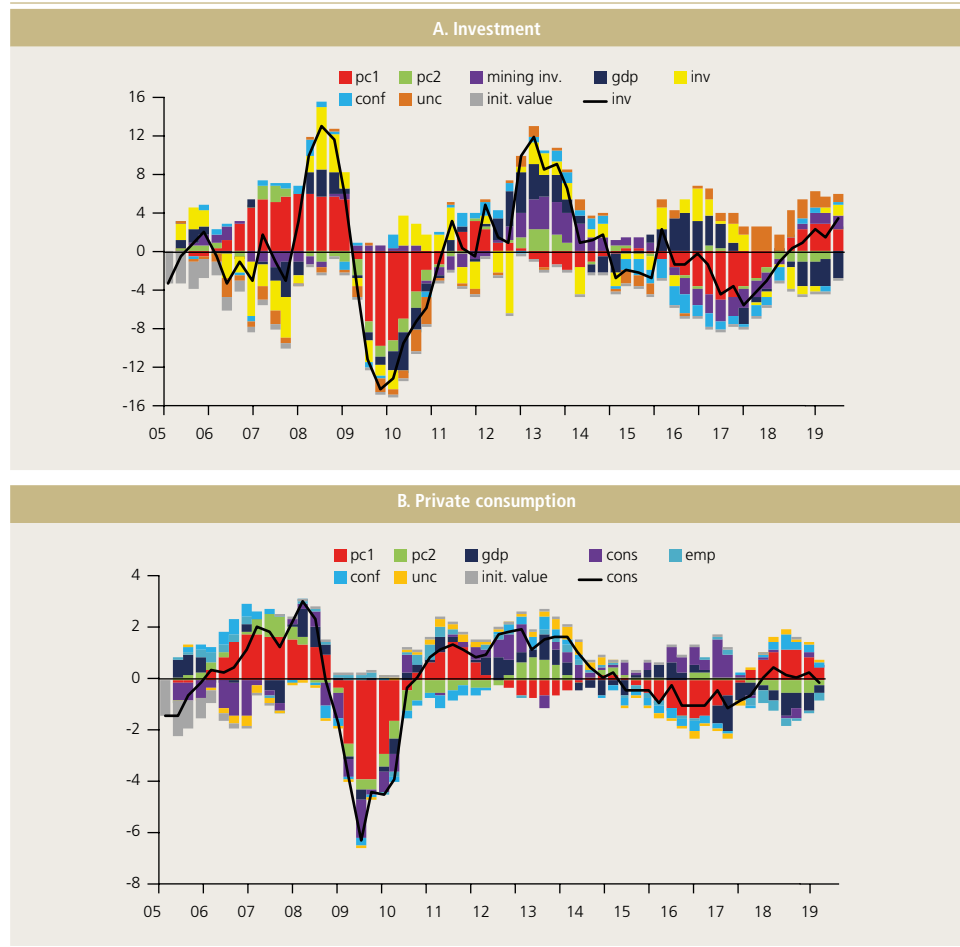 A. Investment
pc1 pc2 mining inv. gdp inv
conf unc init. value inv
16
12
8
4
0
-4
-8
-12
-16
05 06 07 08 09 10 11 12 13 14 15 16 17 18 19
B. Private consumption
pc1 pc2 gdp cons emp
conf unc init. value cons
4
2
0
-2
-4
-6
-8
05 06 07 08 09 10 11 12 13 14 15 16 17 18 19